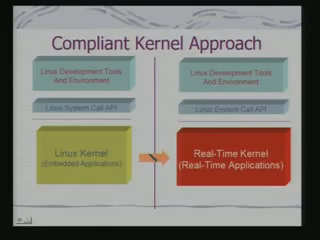 Compliant Kernel Approach
Linux Development Tools
And Environment
Linux System Call API
Linux Kernel
(Embedded Applications)
Linux Development Tools
And Environment
Linux System Call API
Real-Time Kernel
(Real-Time Applications)